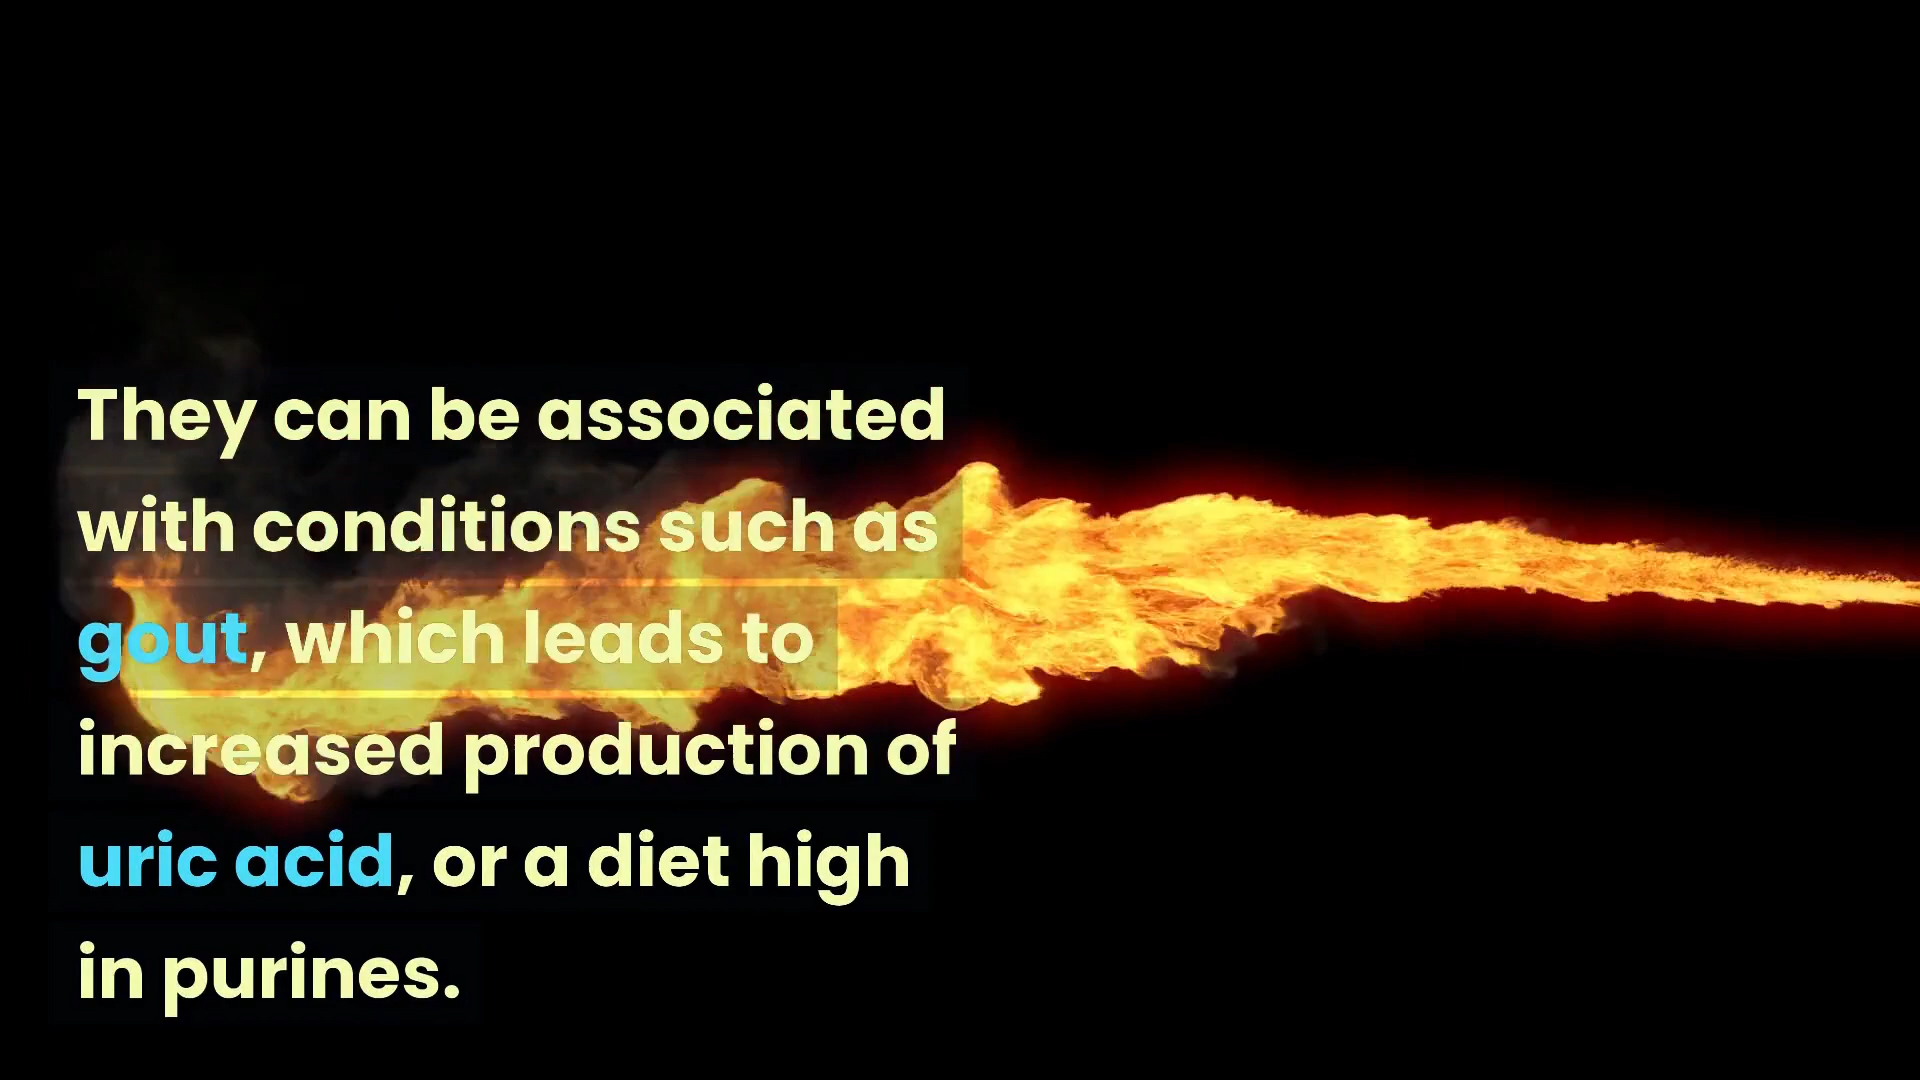 They can be associated
with conditions such as
gout, which leads to
increased production of
uric acid, or a diet high
in purines.